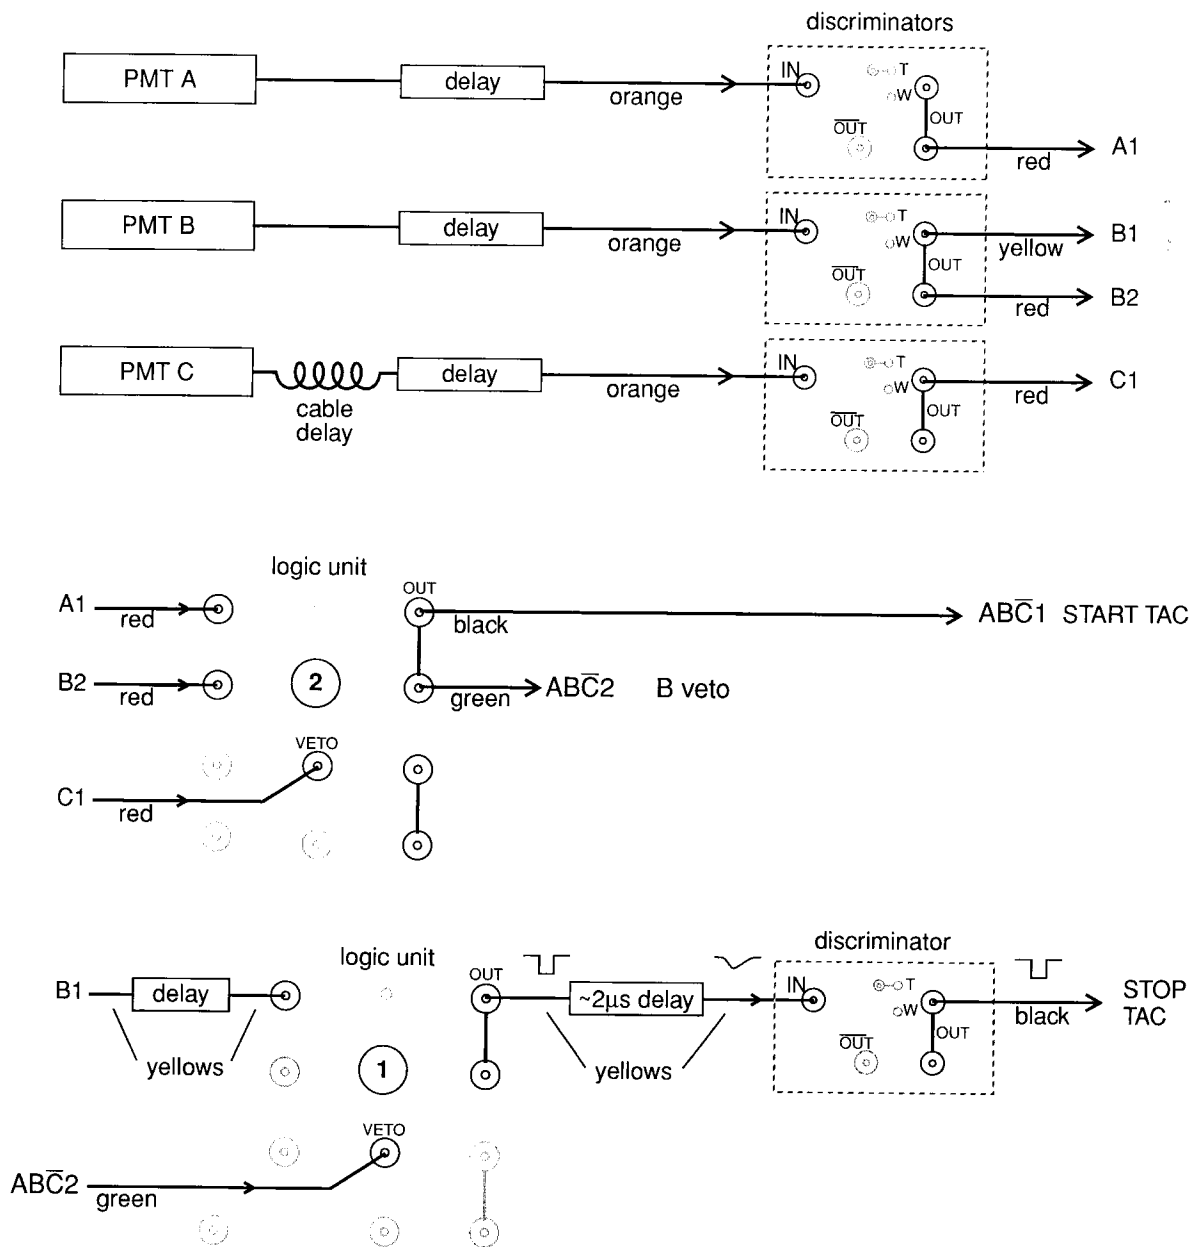 discriminators
PMT A
delay
orange
IN
T
W
OUT
OUT
red
A1
PMT B
delay
orange
IN
T
W
OUT
OUT
yellow
B1
red
B2
PMT C
cable
delay
delay
orange
IN
T
W
OUT
OUT
red
C1
logic unit
A1
red
OUT
black
ABC̅1 START TAC
B2
red
2
green
ABC̅2 B veto
VETO
C1
red
logic unit
discriminator
B1
delay
yellows
OUT
~2μs delay
yellows
IN
T
W
O̅U̅T̅
OUT
black
STOP
TAC
1
VETO
ABC̅2
green